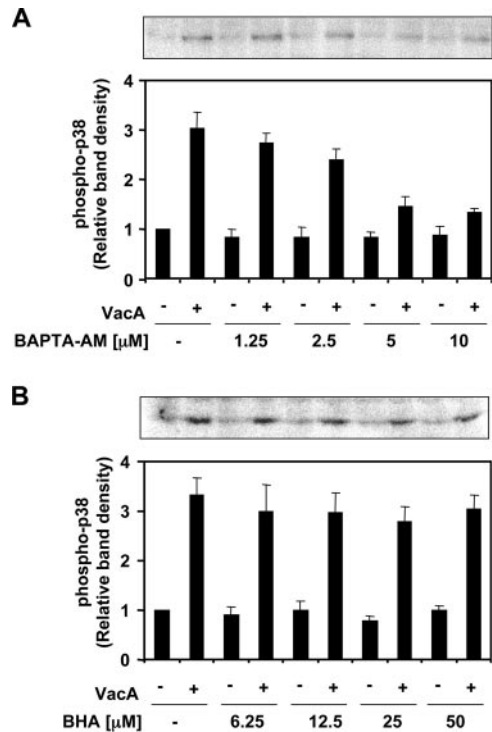 A
phospho-p38
(Relative band density)
4
3
2
1
0
VacA - + - + - + - + - +
BAPTA-AM [μM] - 1.25 2.5 5 10
B
phospho-p38
(Relative band density)
4
3
2
1
0
VacA - + - + - + - + - +
BHA [μM] - 6.25 12.5 25 50